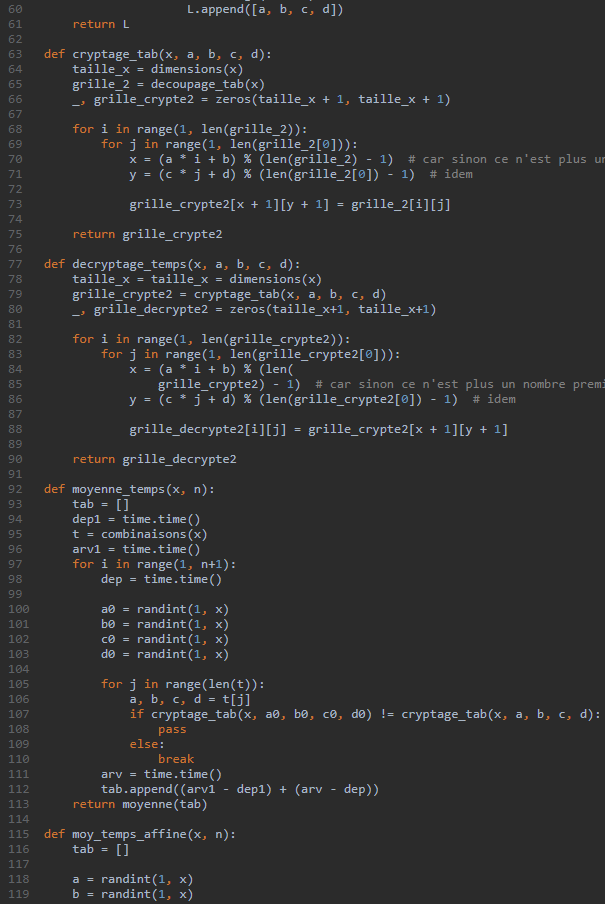 60 L.append([a, b, c, d])
61 return L
62
63 def cryptage_tab(x, a, b, c, d):
64 taille_x = dimensions(x)
65 grille_2 = decoupage_tab(x)
66 _, grille_crypte2 = zeros(taille_x + 1, taille_x + 1)
67
68 for i in range(1, len(grille_2)):
69 for j in range(1, len(grille_2[0])):
70 x = (a * i + b) % (len(grille_2) - 1)  # car sinon ce n'est plus un
71 y = (c * j + d) % (len(grille_2[0]) - 1)  # idem
72
73 grille_crypte2[x + 1][y + 1] = grille_2[i][j]
74
75 return grille_crypte2
76
77 def decryptage_temps(x, a, b, c, d):
78 taille_x = taille_x = dimensions(x)
79 grille_crypte2 = cryptage_tab(x, a, b, c, d)
80 _, grille_decrypte2 = zeros(taille_x+1, taille_x+1)
81
82 for i in range(1, len(grille_crypte2)):
83 for j in range(1, len(grille_crypte2[0])):
84 x = (a * i + b) % (len(
85 grille_crypte2) - 1)  # car sinon ce n'est plus un nombre premi
86 y = (c * j + d) % (len(grille_crypte2[0]) - 1)  # idem
87
88 grille_decrypte2[i][j] = grille_crypte2[x + 1][y + 1]
89
90 return grille_decrypte2
91
92 def moyenne_temps(x, n):
93 tab = []
94 dep1 = time.time()
95 t = combinaisons(x)
96 arv1 = time.time()
97 for i in range(1, n+1):
98 dep = time.time()
99
100 a0 = randint(1, x)
101 b0 = randint(1, x)
102 c0 = randint(1, x)
103 d0 = randint(1, x)
104
105 for j in range(len(t)):
106 a, b, c, d = t[j]
107 if cryptage_tab(x, a0, b0, c0, d0) != cryptage_tab(x, a, b, c, d):
108 pass
109 else:
110 break
111 arv = time.time()
112 tab.append((arv1 - dep1) + (arv - dep))
113 return moyenne(tab)
114
115 def moy_temps_affine(x, n):
116 tab = []
117
118 a = randint(1, x)
119 b = randint(1, x)